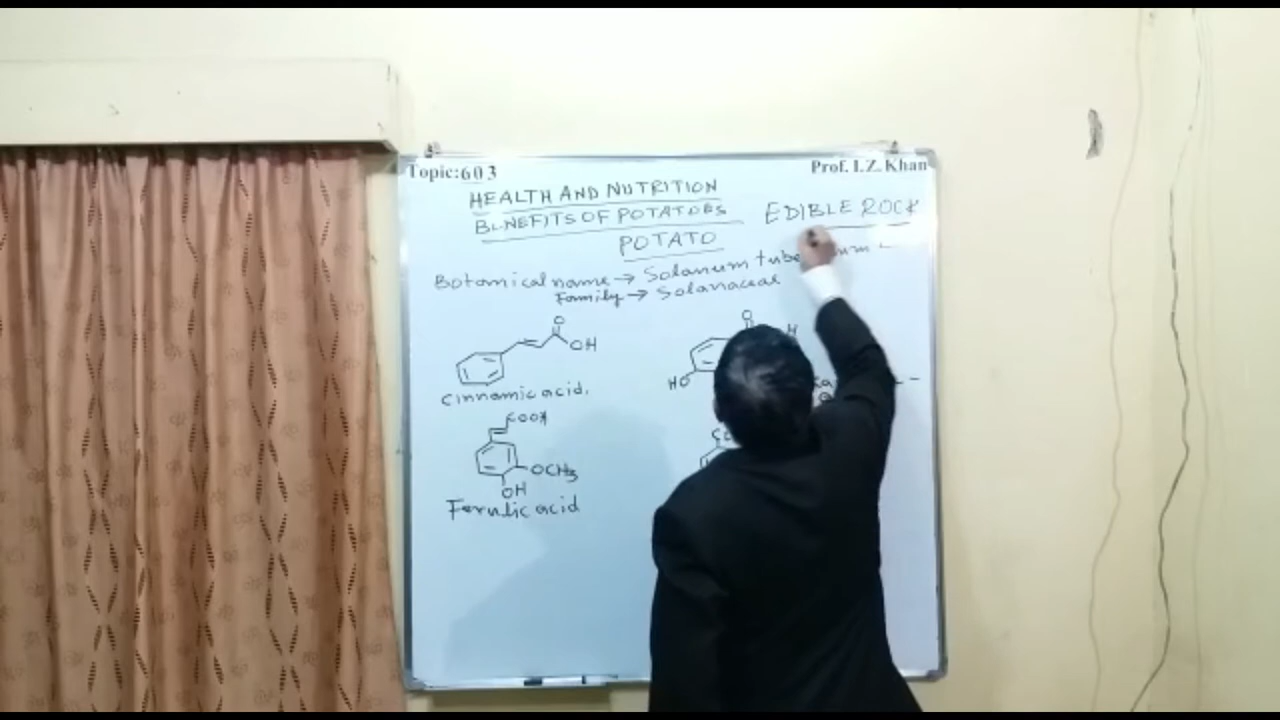 Topic:603
Prof. I.Z. Khan
HEALTH AND NUTRITION
BENEFITS OF POTATOES
EDIBLE ROCK
POTATO
Botanical name → Solanum tube
Family → Solanaceae
O
OH
cinnamic acid.
O
H
HO
COOH
OCH3
OH
Ferulic acid